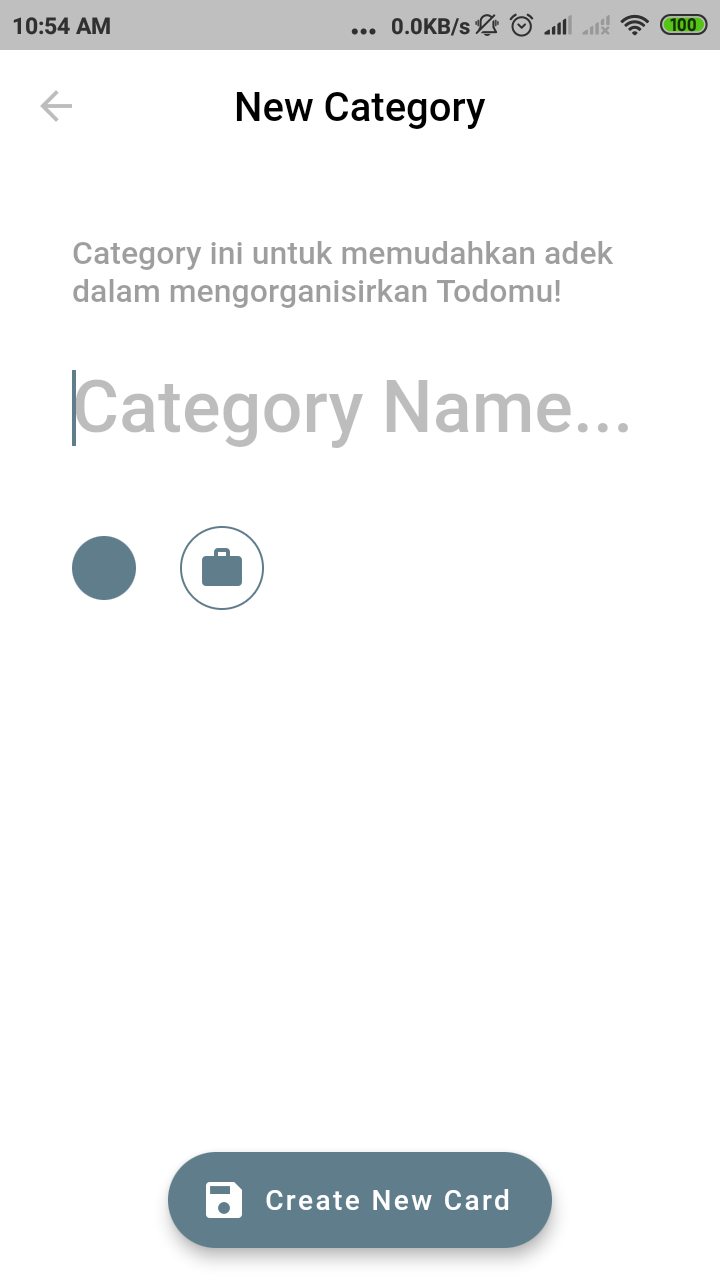 10:54 AM
... 0.0KB/s
100
New Category
Category ini untuk memudahkan adek
dalam mengorganisirkan Todomu!
Category Name...
Create New Card